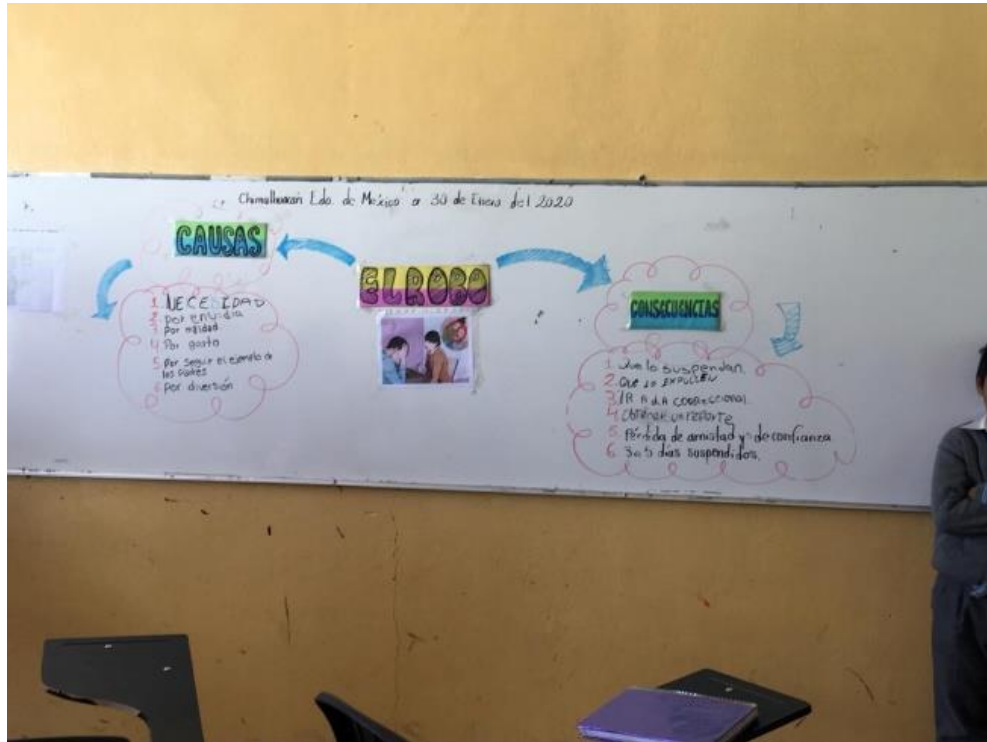 Chimalhuacán Edo. de México a 30 de Enero del 2020
CAUSAS
1. NECECIDAD
2. Por envidia
3. Por maldad
4. Por gusto
5. Por seguir el ejemplo de
los padres
6. Por diversión
EL ROBO
CONSECUENCIAS
1. Que lo suspendan.
2. Que lo EXPULSEN
3. IR A LA CORRECCIONAL
4. Obtener un reporte
5. Pérdida de amistad y de confianza
6. 3 a 5 días suspendidos.